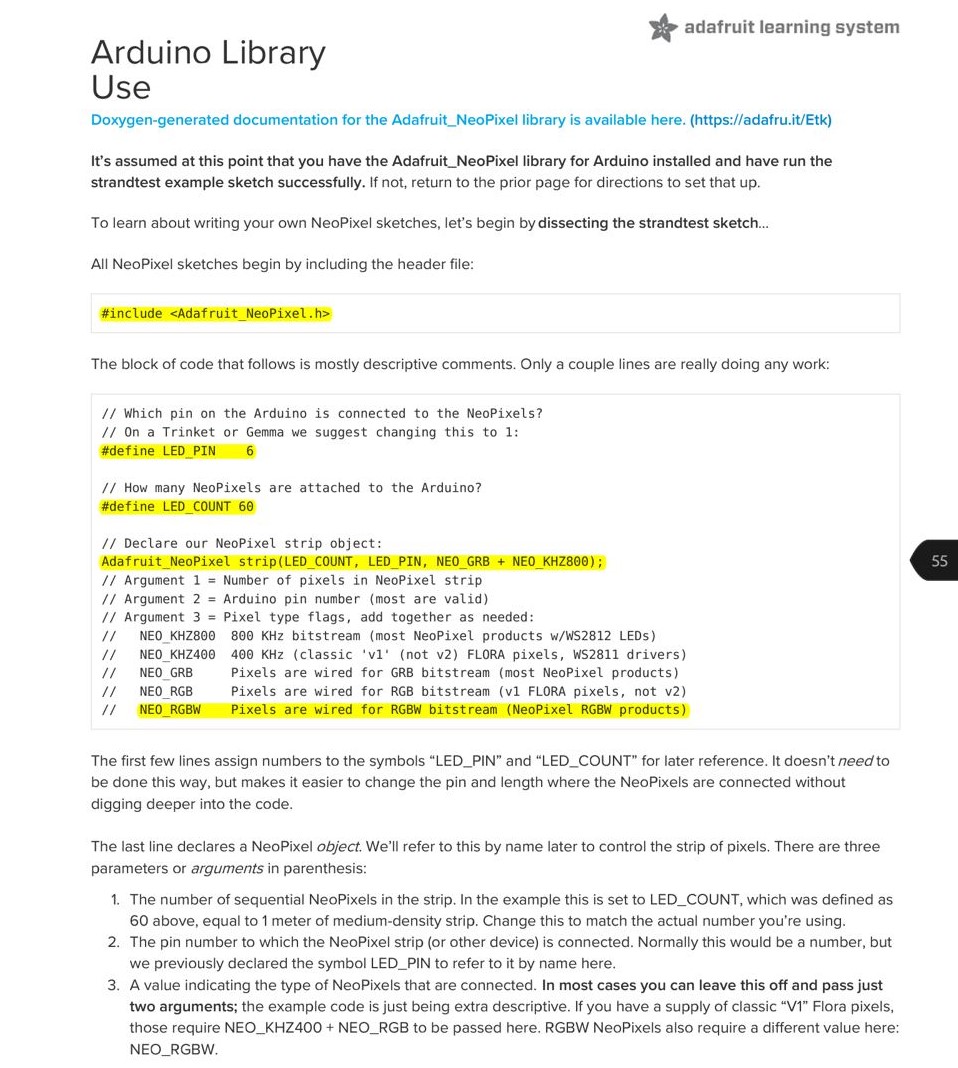 adafruit learning system
Arduino Library
Use
Doxygen-generated documentation for the Adafruit_NeoPixel library is available here. (https://adafru.it/Etk)
It’s assumed at this point that you have the Adafruit_NeoPixel library for Arduino installed and have run the
strandtest example sketch successfully. If not, return to the prior page for directions to set that up.
To learn about writing your own NeoPixel sketches, let’s begin by dissecting the strandtest sketch...
All NeoPixel sketches begin by including the header file:
#include <Adafruit_NeoPixel.h>
The block of code that follows is mostly descriptive comments. Only a couple lines are really doing any work:
// Which pin on the Arduino is connected to the NeoPixels?
// On a Trinket or Gemma we suggest changing this to 1:
#define LED_PIN    6
// How many NeoPixels are attached to the Arduino?
#define LED_COUNT 60
// Declare our NeoPixel strip object:
Adafruit_NeoPixel strip(LED_COUNT, LED_PIN, NEO_GRB + NEO_KHZ800);
// Argument 1 = Number of pixels in NeoPixel strip
55
// Argument 2 = Arduino pin number (most are valid)
// Argument 3 = Pixel type flags, add together as needed:
//   NEO_KHZ800  800 KHz bitstream (most NeoPixel products w/WS2812 LEDs)
//   NEO_KHZ400  400 KHz (classic 'v1' (not v2) FLORA pixels, WS2811 drivers)
//   NEO_GRB     Pixels are wired for GRB bitstream (most NeoPixel products)
//   NEO_RGB     Pixels are wired for RGB bitstream (v1 FLORA pixels, not v2)
//   NEO_RGBW    Pixels are wired for RGBW bitstream (NeoPixel RGBW products)
The first few lines assign numbers to the symbols “LED_PIN” and “LED_COUNT” for later reference. It doesn’t need to
be done this way, but makes it easier to change the pin and length where the NeoPixels are connected without
digging deeper into the code.
The last line declares a NeoPixel object. We’ll refer to this by name later to control the strip of pixels. There are three
parameters or arguments in parenthesis:
1. The number of sequential NeoPixels in the strip. In the example this is set to LED_COUNT, which was defined as
60 above, equal to 1 meter of medium-density strip. Change this to match the actual number you’re using.
2. The pin number to which the NeoPixel strip (or other device) is connected. Normally this would be a number, but
we previously declared the symbol LED_PIN to refer to it by name here.
3. A value indicating the type of NeoPixels that are connected. In most cases you can leave this off and pass just
two arguments; the example code is just being extra descriptive. If you have a supply of classic “V1” Flora pixels,
those require NEO_KHZ400 + NEO_RGB to be passed here. RGBW NeoPixels also require a different value here:
NEO_RGBW.